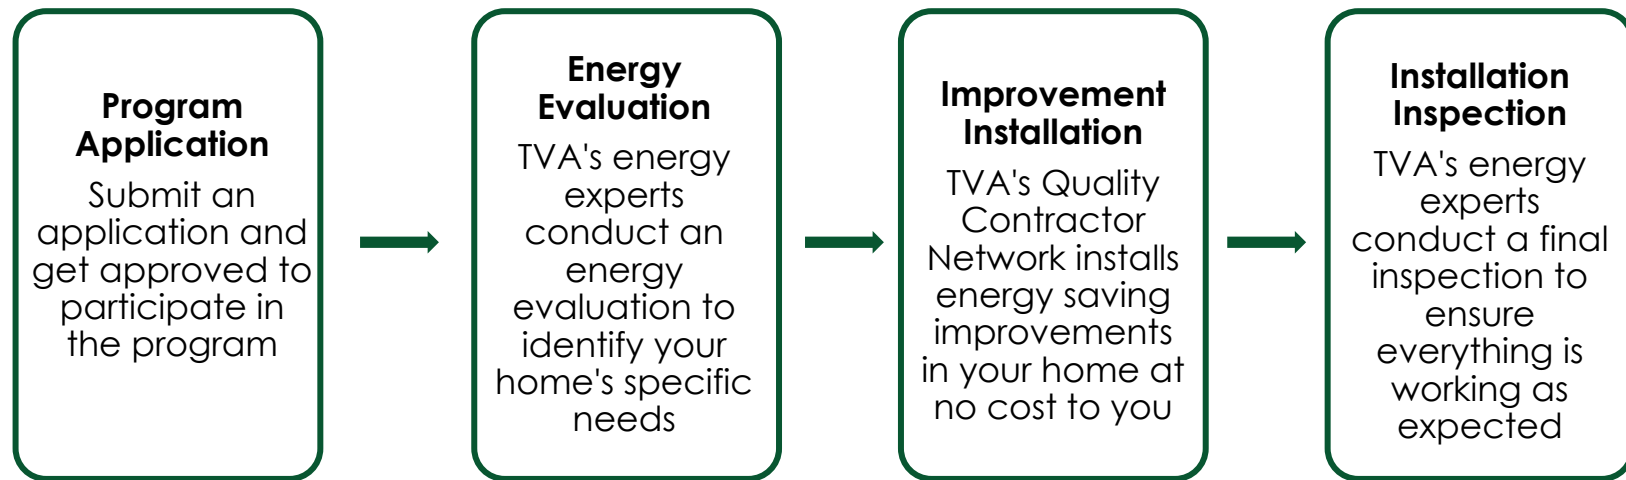 Program
Application
Submit an
application and
get approved to
participate in
the program
Energy
Evaluation
TVA's energy
experts
conduct an
energy
evaluation to
identify your
home's specific
needs
Improvement
Installation
TVA's Quality
Contractor
Network installs
energy saving
improvements
in your home at
no cost to you
Installation
Inspection
TVA's energy
experts
conduct a final
inspection to
ensure
everything is
working as
expected